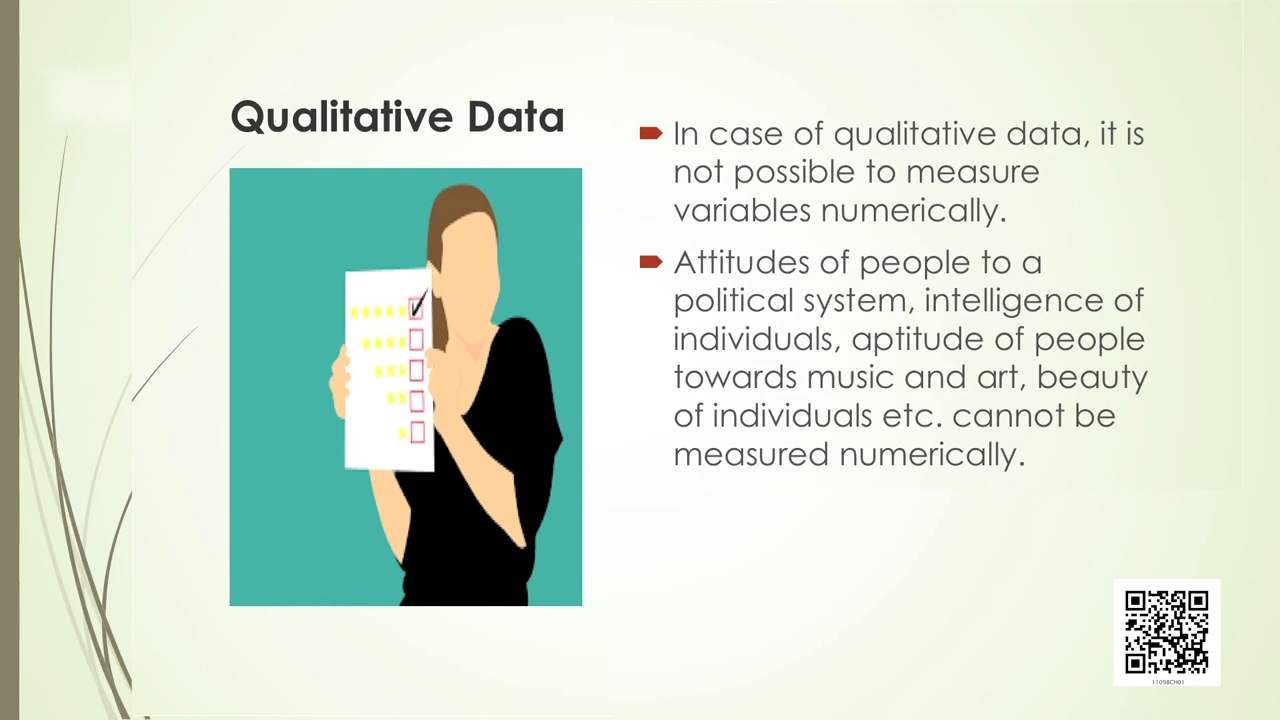 Qualitative Data
In case of qualitative data, it is
not possible to measure
variables numerically.
Attitudes of people to a
political system, intelligence of
individuals, aptitude of people
towards music and art, beauty
of individuals etc. cannot be
measured numerically.
11098CH01